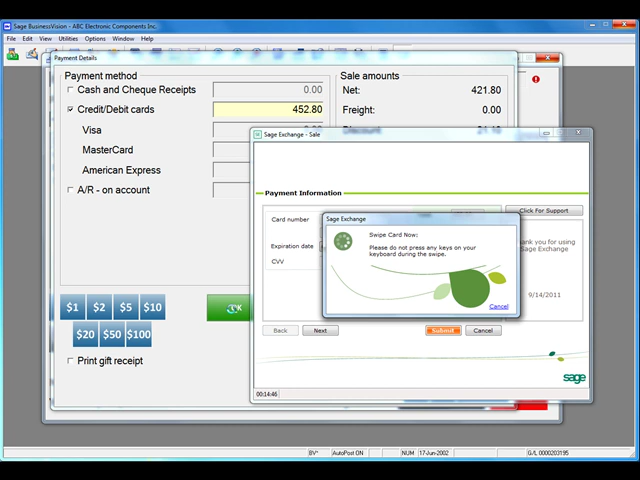 Sage BusinessVision - ABC Electronic Components Inc.
File Edit View Utilities Options Window Help
Payment Details
Payment method
Cash and Cheque Receipts 0.00
Credit/Debit cards 452.80
Visa
MasterCard
American Express
A/R - on account
Sale amounts
Net: 421.80
Freight: 0.00
Discount 21.10
Sage Exchange - Sale
Payment Information
Card number
Expiration date
CVV
Click For Support
you for using
Sage Exchange
9/14/2011
Sage Exchange
Swipe Card Now:
Please do not press any keys on your
keyboard during the swipe.
Cancel
Back Next Submit Cancel
sage
00:14:46
$1 $2 $5 $10
$20 $50 $100
OK
Print gift receipt
BV* AutoPost ON NUM 17-Jun-2002 G/L 0000203195